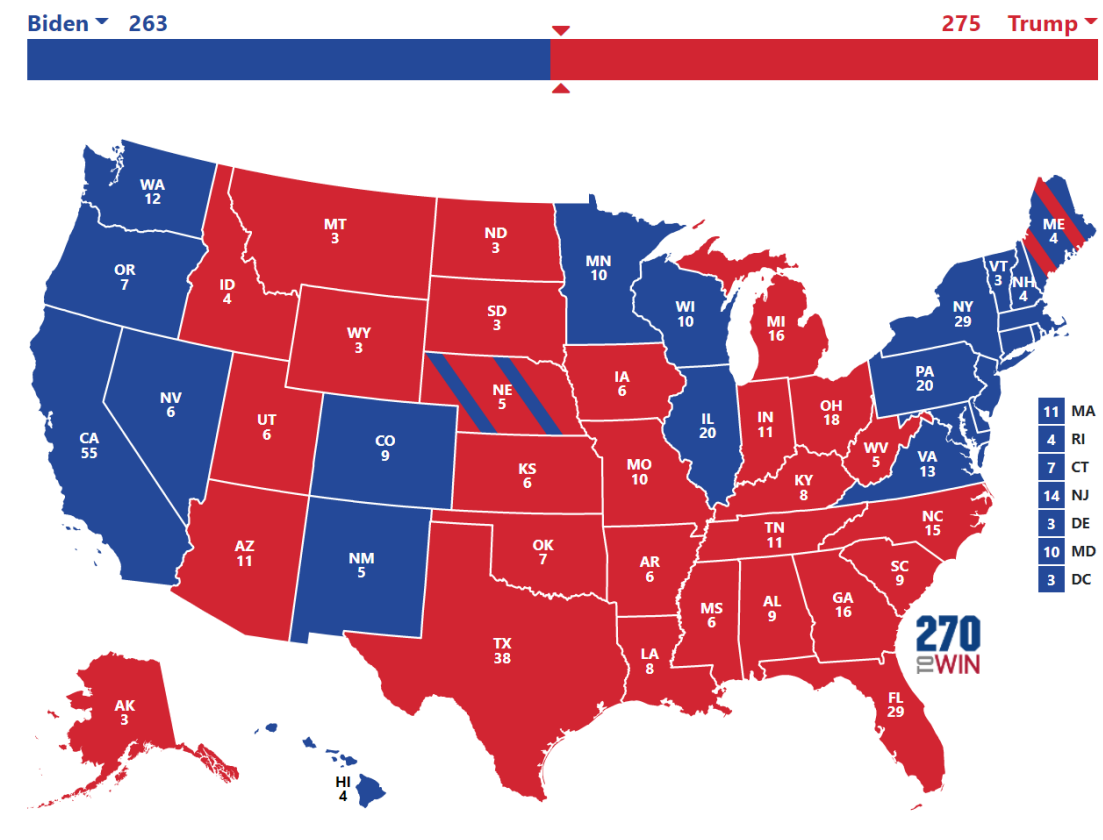 Biden 263
275 Trump
WA
12
OR
7
CA
55
NV
6
ID
4
MT
3
WY
3
UT
6
AZ
11
CO
9
NM
5
ND
3
SD
3
NE
5
KS
6
OK
7
TX
38
MN
10
IA
6
MO
10
AR
6
LA
8
WI
10
IL
20
MI
16
IN
11
OH
18
KY
8
TN
11
MS
6
AL
9
GA
16
FL
29
SC
9
NC
15
VA
13
WV
5
PA
20
NY
29
VT
3
NH
4
ME
4
11 MA
4 RI
7 CT
14 NJ
3 DE
10 MD
3 DC
AK
3
HI
4
270
TO WIN